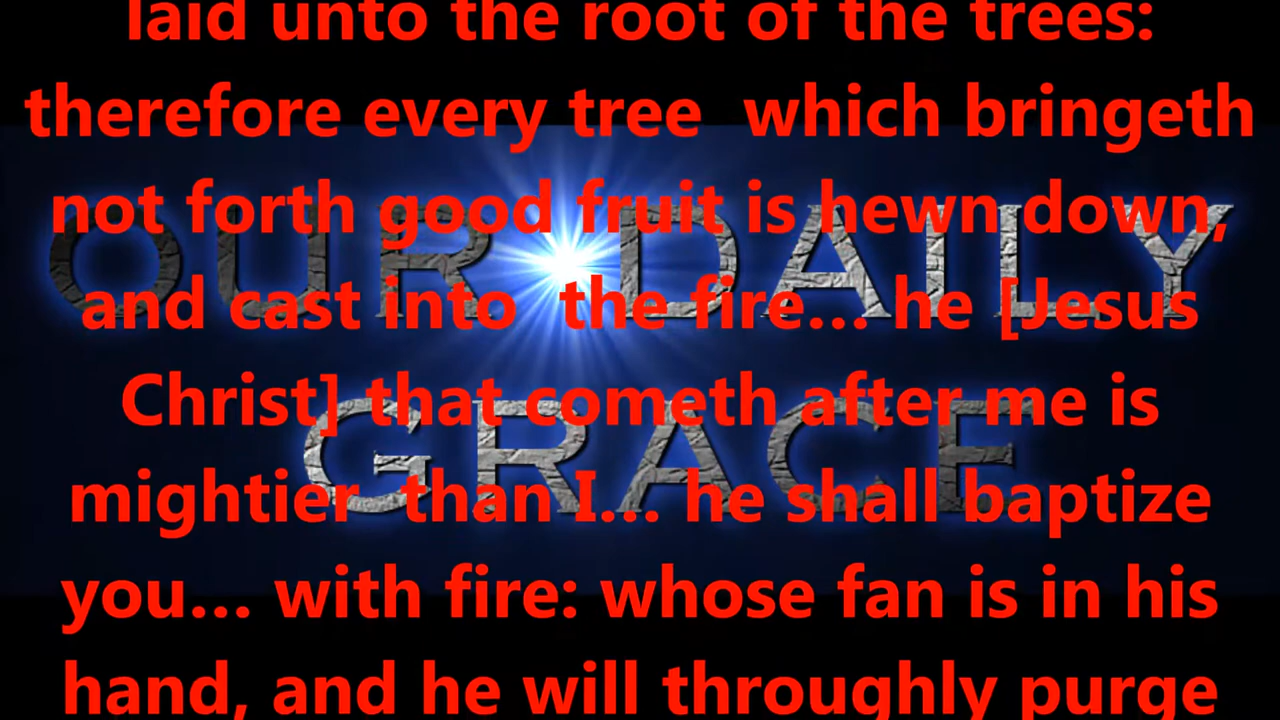 laid unto the root of the trees:
therefore every tree which bringeth
not forth good fruit is hewn down,
and cast into the fire... he [Jesus
Christ] that cometh after me is
mightier than I... he shall baptize
you... with fire: whose fan is in his
hand, and he will throughly purge
OUR DAILY
GRACE